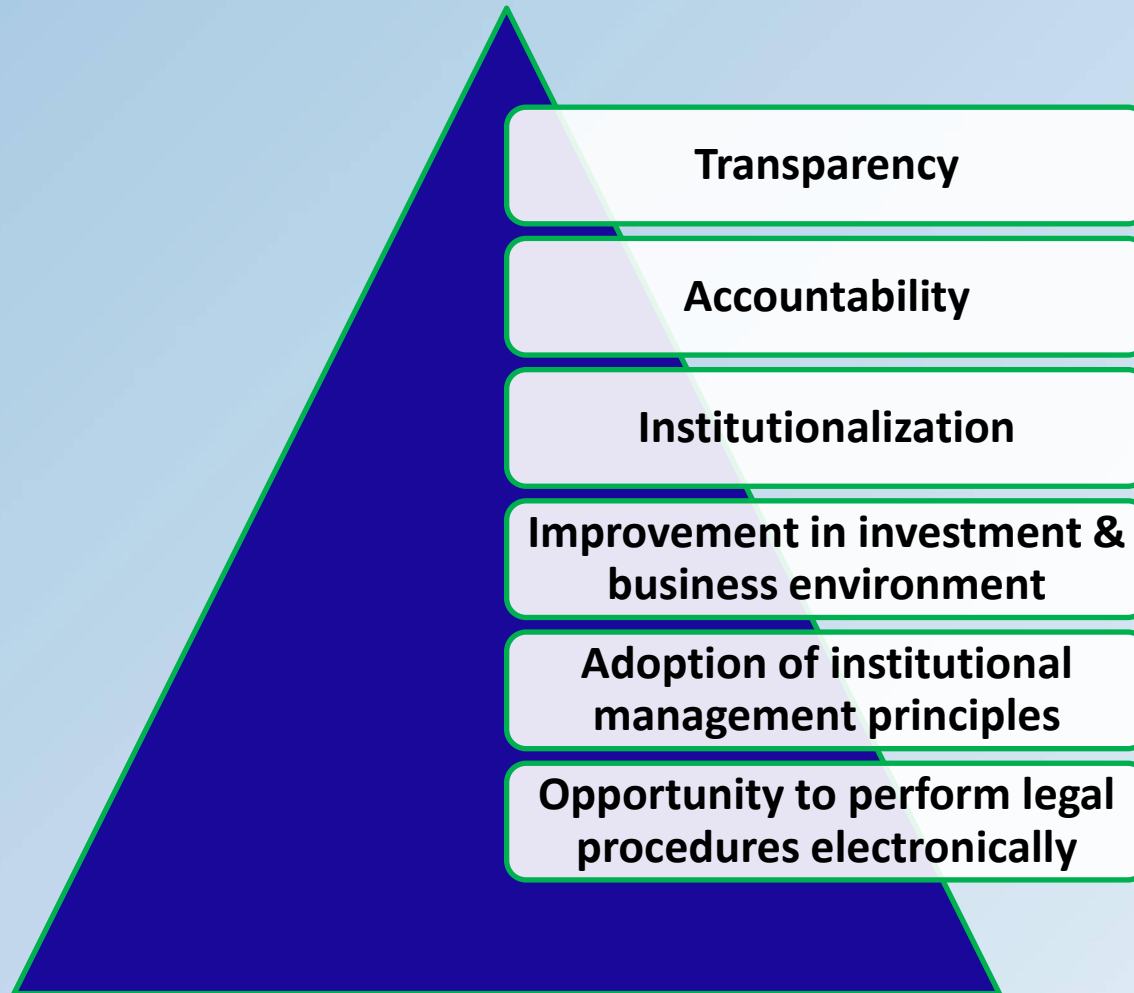 Transparency
Accountability
Institutionalization
Improvement in investment &
business environment
Adoption of institutional
management principles
Opportunity to perform legal
procedures electronically